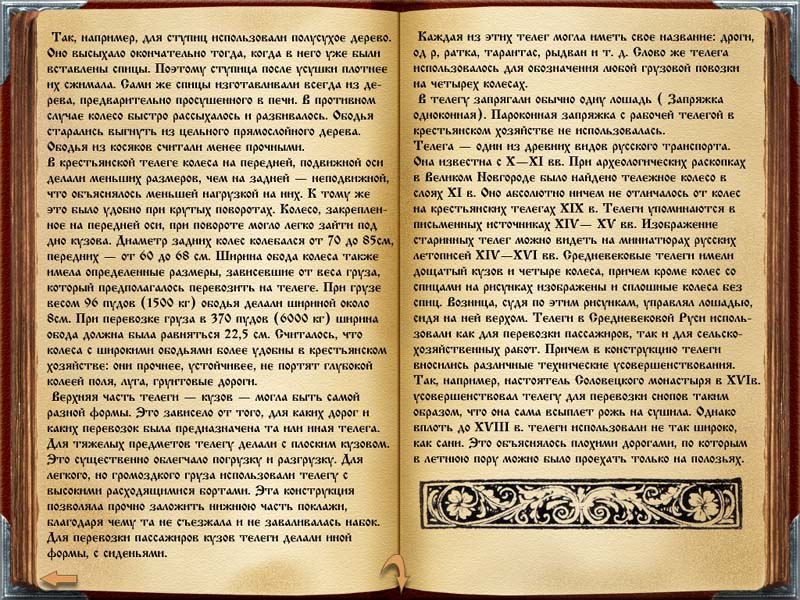 Так, например, для ступиц использовали полусухое дерево.
Оно высыхало окончательно тогда, когда в него уже были
вставлены спицы. Поэтому ступица после усушки плотнее
их сжимала. Сами же спицы изготавливали всегда из де-
рева, предварительно просушенного в печи. В противном
случае колесо быстро рассыхалось и разбивалось. Ободья
старались выгнуть из цельного прямослойного дерева.
Ободья из косяков считали менее прочными.
В крестьянской телеге колеса на передней, подвижной оси
делали меньших размеров, чем на задней — неподвижной,
что объяснялось меньшей нагрузкой на них. К тому же
это было удобно при крутых поворотах. Колесо, закреплен-
ное на передней оси, при повороте могло легко зайти под
дно кузова. Диаметр задних колес колебался от 70 до 85см,
передних — от 60 до 68 см. Ширина обода колеса также
имела определенные размеры, зависевшие от веса груза,
который предполагалось перевозить на телеге. При грузе
весом 96 пудов (1500 кг) ободья делали шириной около
8см. При перевозке груза в 370 пудов (6000 кг) ширина
обода должна была равняться 22,5 см. Считалось, что
колеса с широкими ободьями более удобны в крестьянском
хозяйстве: они прочнее, устойчивее, не портят глубокой
колеей поля, луга, грунтовые дороги.
Верхняя часть телеги — кузов — могла быть самой
разной формы. Это зависело от того, для каких дорог и
каких перевозок была предназначена та или иная телега.
Для тяжелых предметов телегу делали с плоским кузовом.
Это существенно облегчало погрузку и разгрузку. Для
легкого, но громоздкого груза использовали телегу с
высокими расходящимися бортами. Эта конструкция
позволяла прочно заложить нижнюю часть поклажи,
благодаря чему та не съезжала и не заваливалась набок.
Для перевозки пассажиров кузов телеги делали иной
формы, с сиденьями.
Каждая из этих телег могла иметь свое название: дроги,
од р, ратка, тарантас, рыдван и т. д. Слово же телега
использовалось для обозначения любой грузовой повозки
на четырех колесах.
В телегу запрягали обычно одну лошадь ( Запряжка
одноконная). Пароконная запряжка с рабочей телегой в
крестьянском хозяйстве не использовалась.
Телега — один из древних видов русского транспорта.
Она известна с X—XI вв. При археологических раскопках
в Великом Новгороде было найдено тележное колесо в
слоях XI в. Оно абсолютно ничем не отличалось от колес
на крестьянских телегах XIX в. Телеги упоминаются в
письменных источниках XIV— XV вв. Изображение
старинных телег можно видеть на миниатюрах русских
летописей XIV—XVI вв. Средневековые телеги имели
дощатый кузов и четыре колеса, причем кроме колес со
спицами на рисунках изображены и сплошные колеса без
спиц. Возница, судя по этим рисункам, управлял лошадью,
сидя на ней верхом. Телеги в Средневековой Руси исполь-
зовали как для перевозки пассажиров, так и для сельско-
хозяйственных работ. Причем в конструкцию телеги
вносились различные технические усовершенствования.
Так, например, настоятель Соловецкого монастыря в XVIв.
усовершенствовал телегу для перевозки снопов таким
образом, что она сама всыплет рожь на сушила. Однако
вплоть до XVIII в. телеги использовали не так широко,
как сани. Это объяснялось плохими дорогами, по которым
в летнюю пору можно было проехать только на полозьях.